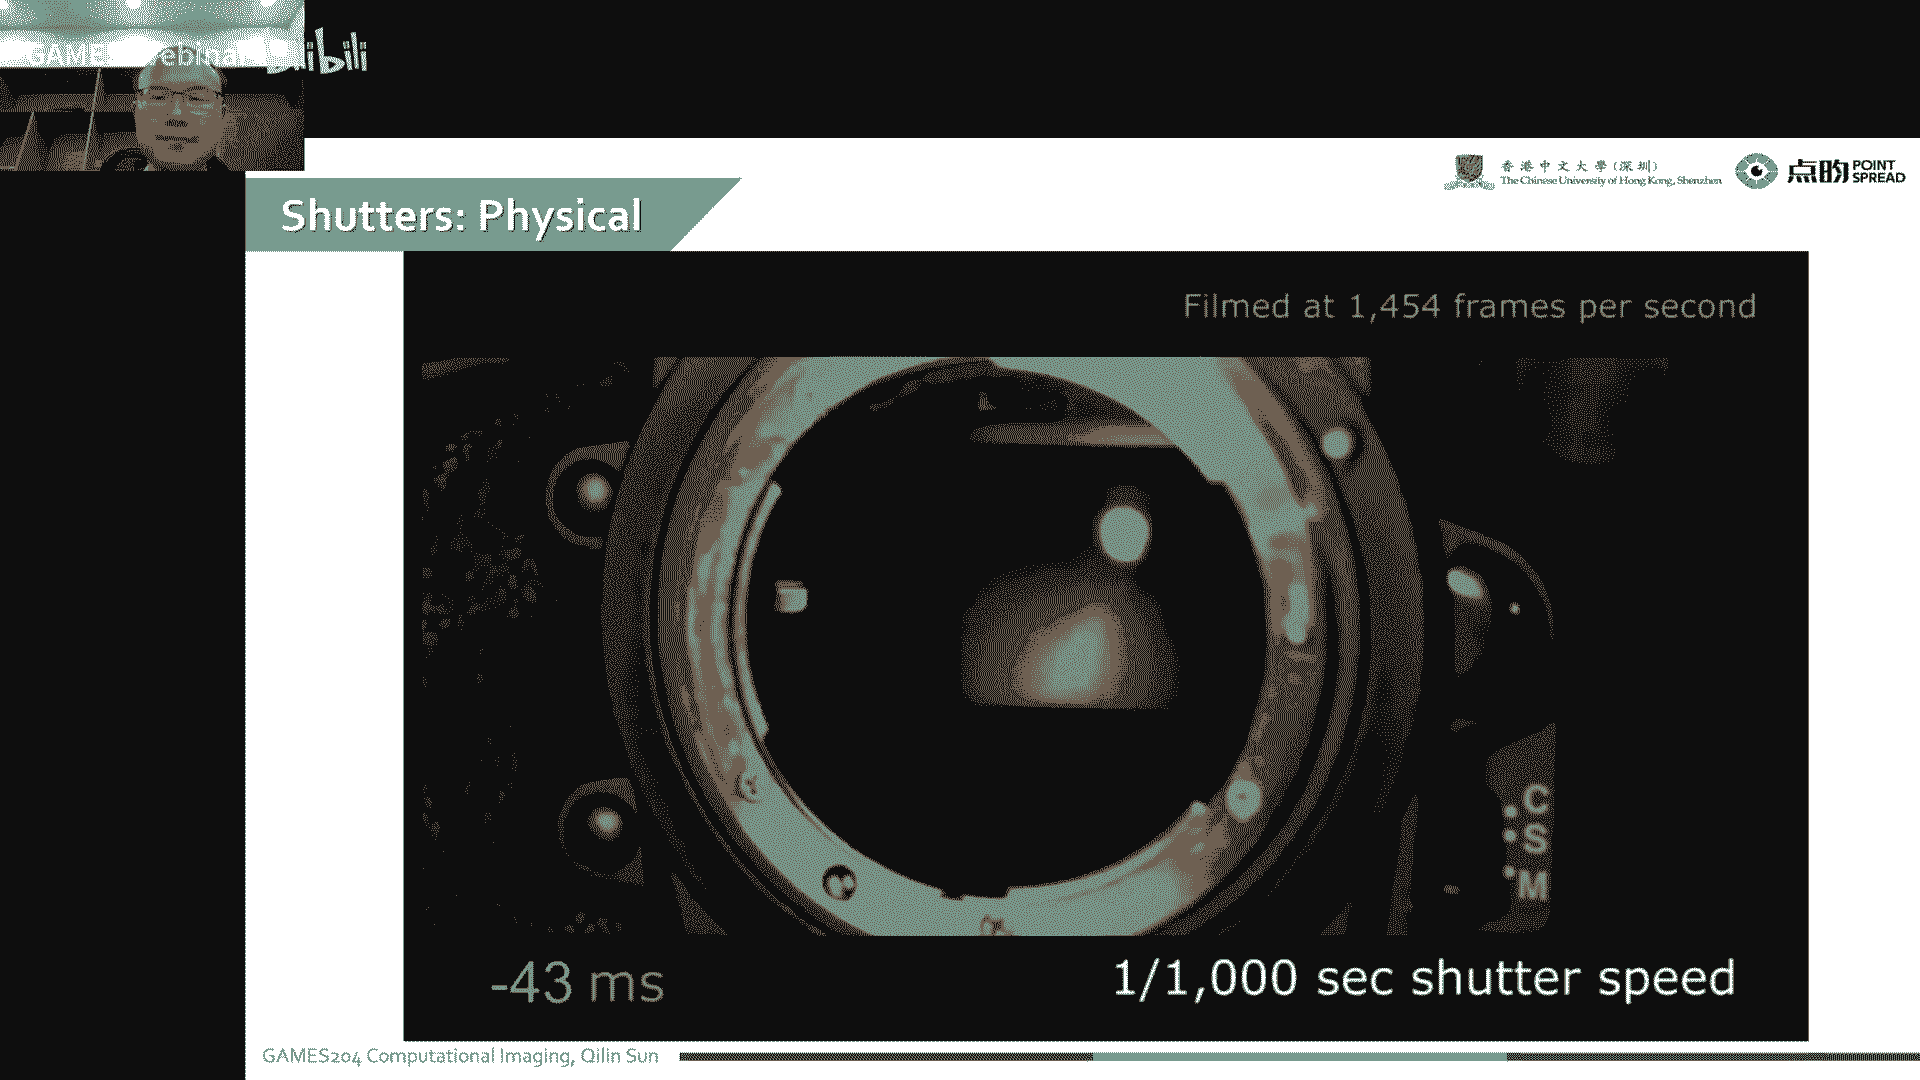 GAMES Webinar
bilibili
香港中文大學(深圳)
The Chinese University of Hong Kong, Shenzhen
点昀
POINT
SPREAD
Shutters: Physical
Filmed at 1,454 frames per second
C
S
M
-43 ms
1/1,000 sec shutter speed
GAMES204 Computational Imaging, Qilin Sun